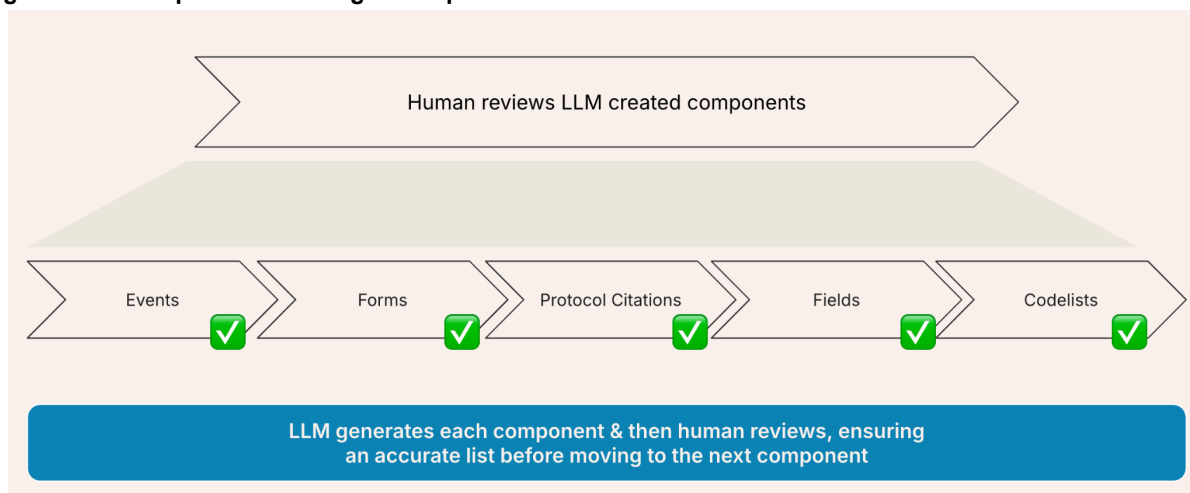 Human reviews LLM created components
Events
Forms
Protocol Citations
Fields
Codelists
LLM generates each component & then human reviews, ensuring
an accurate list before moving to the next component